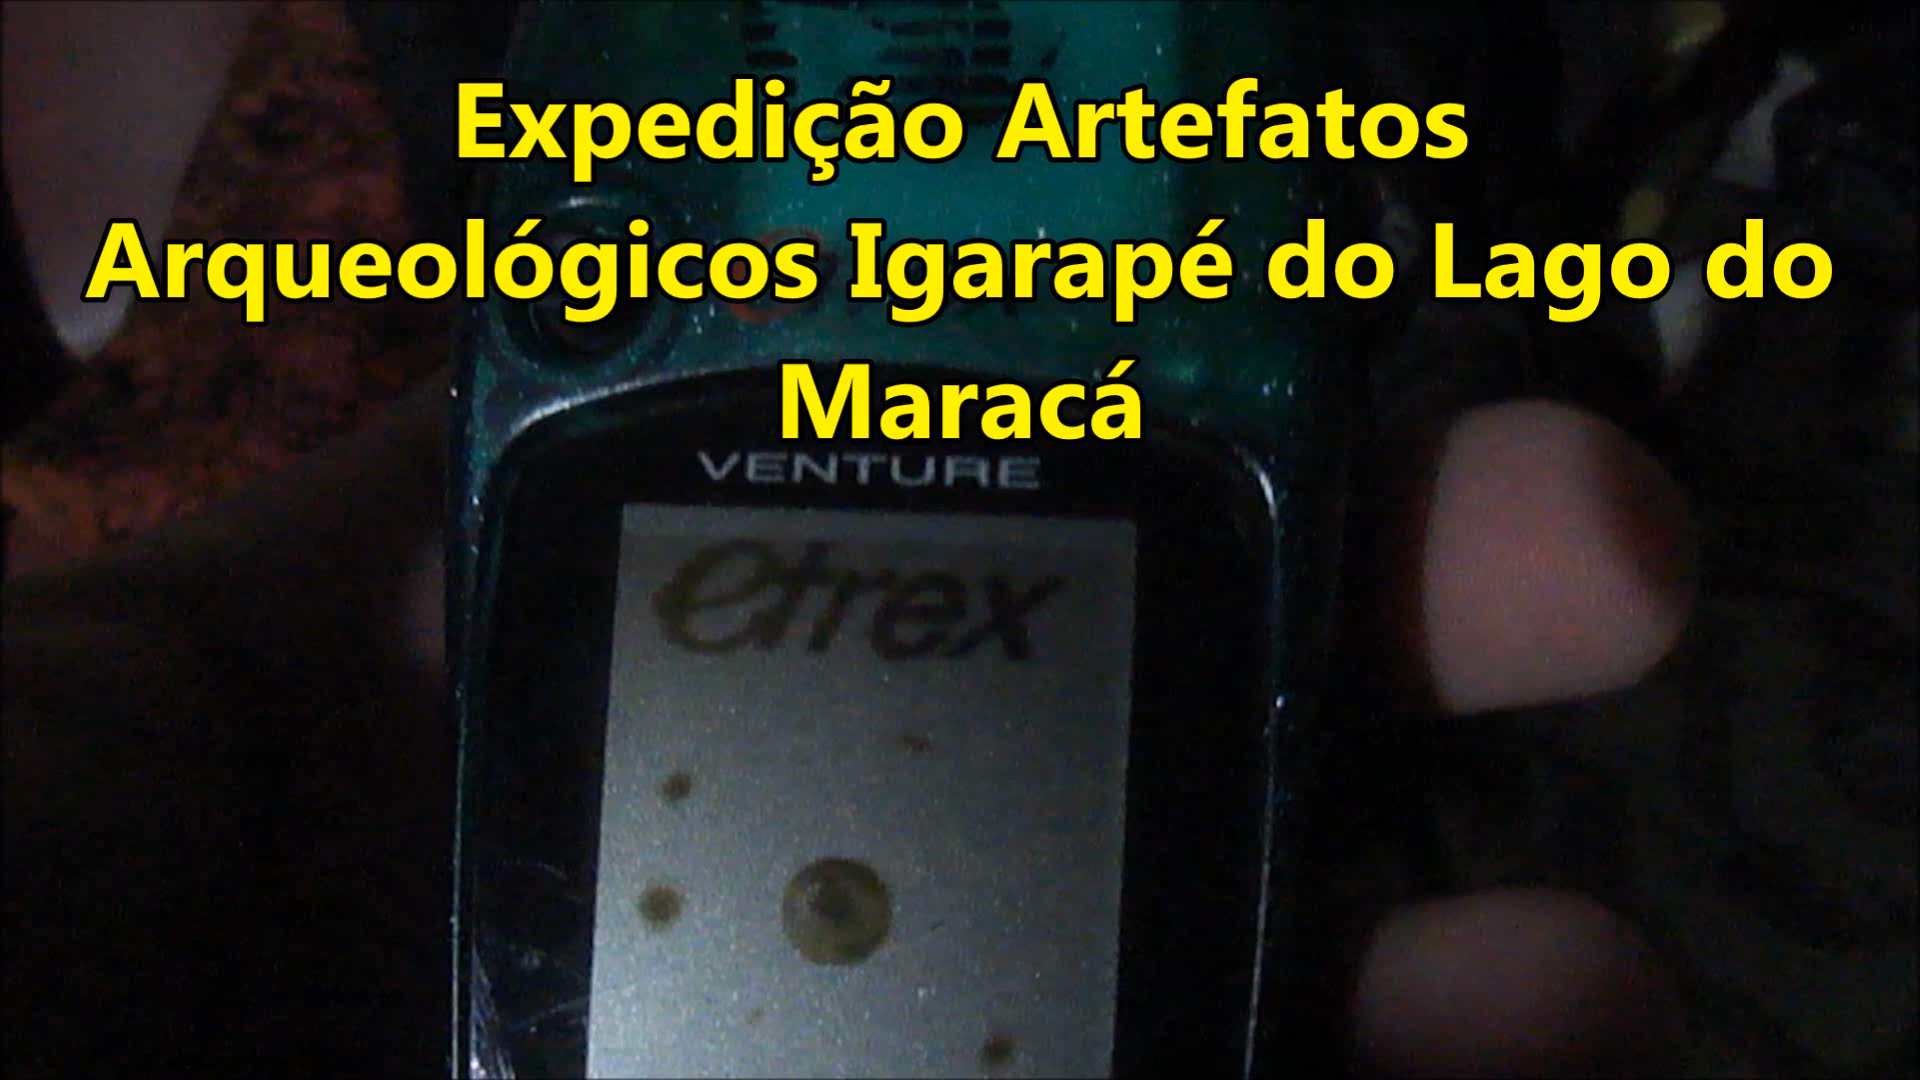 Expedição Artefatos
Arqueológicos Igarapé do Lago do
Maracá
VENTURE
etrex